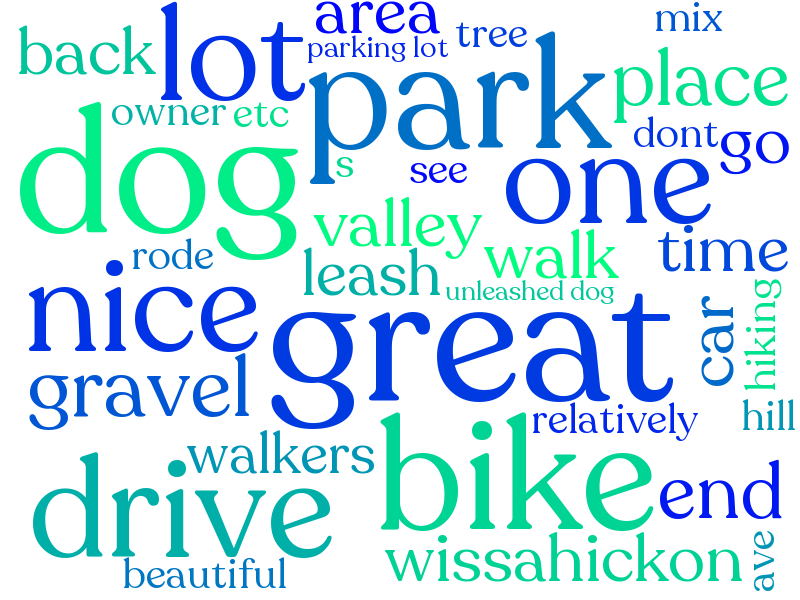 area
mix
back
lot
parking lot
tree
park
place
owner
etc
dont
go
dog
s
see
one
valley
walk
time
rode
leash
unleashed dog
nice
great
car
hiking
gravel
relatively
hill
walkers
bike
drive
end
wissahickon
ave
beautiful